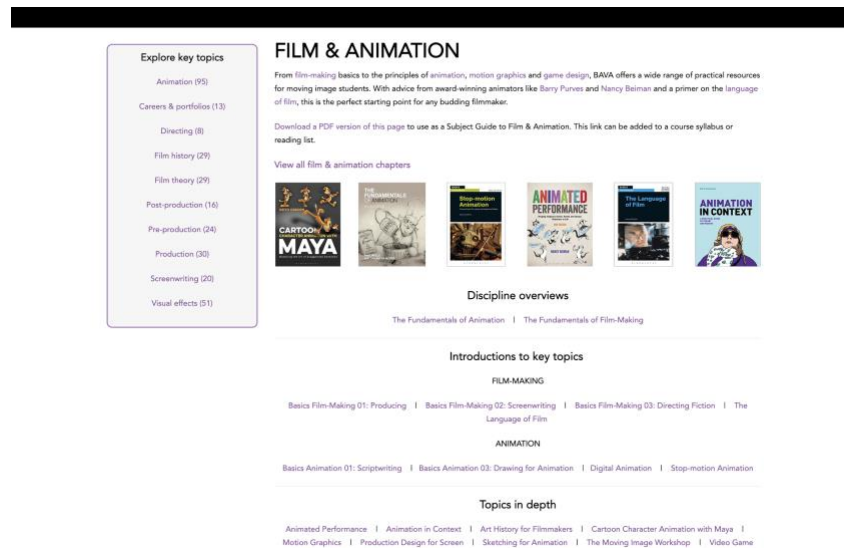 Explore key topics
Animation (95)
Careers & portfolios (13)
Directing (8)
Film history (29)
Film theory (29)
Post-production (16)
Pre-production (24)
Production (30)
Screenwriting (20)
Visual effects (51)
FILM & ANIMATION
From film-making basics to the principles of animation, motion graphics and game design, BAVA offers a wide range of practical resources
for moving image students. With advice from award-winning animators like Barry Purves and Nancy Beiman and a primer on the language
of film, this is the perfect starting point for any budding filmmaker.
Download a PDF version of this page to use as a Subject Guide to Film & Animation. This link can be added to a course syllabus or
reading list.
View all film & animation chapters
CARTOON
CHARACTER ANIMATION WITH
MAYA
THE
FUNDAMENTALS
ANIMATION
Stop-motion
Animation
ANIMATED
PERFORMANCE
The Language
of Film
ANIMATION
IN CONTEXT
Discipline overviews
The Fundamentals of Animation | The Fundamentals of Film-Making
Introductions to key topics
FILM-MAKING
Basics Film-Making 01: Producing | Basics Film-Making 02: Screenwriting | Basics Film-Making 03: Directing Fiction | The
Language of Film
ANIMATION
Basics Animation 01: Scriptwriting | Basics Animation 03: Drawing for Animation | Digital Animation | Stop-motion Animation
Topics in depth
Animated Performance | Animation in Context | Art History for Filmmakers | Cartoon Character Animation with Maya |
Motion Graphics | Production Design for Screen | Sketching for Animation | The Moving Image Workshop | Video Game